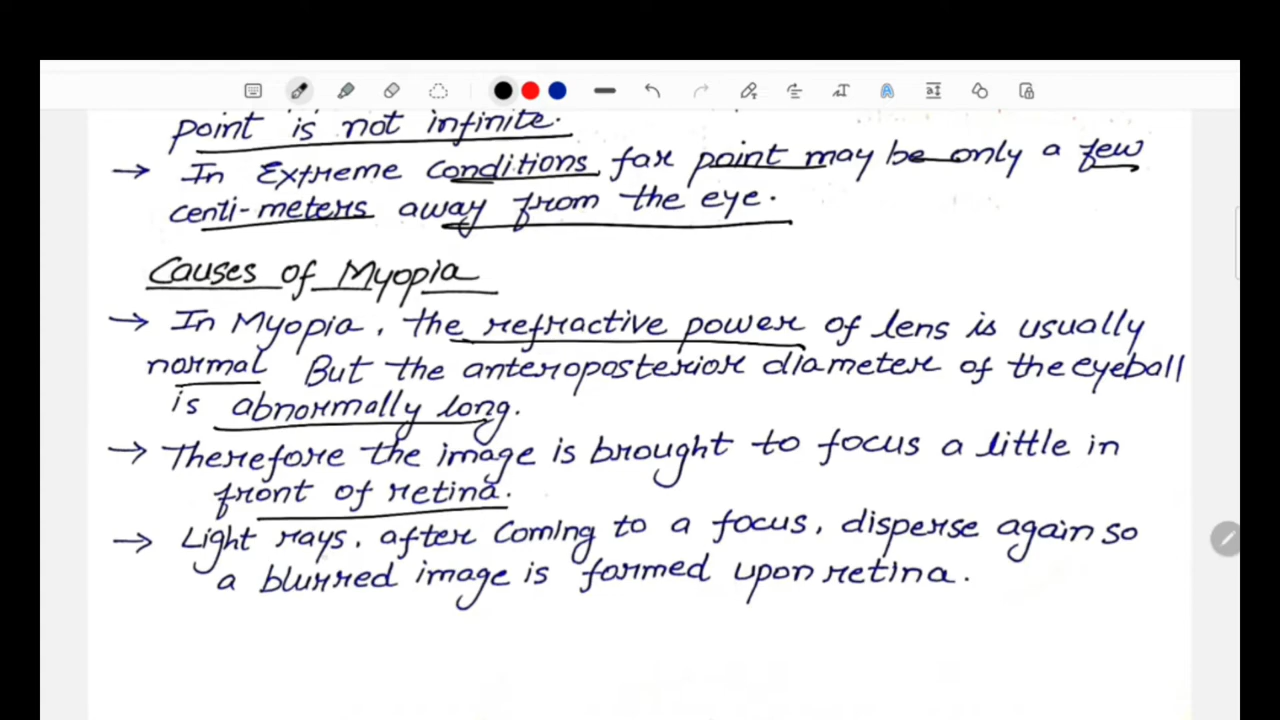 point is not infinite.
→ In Extreme conditions, far point may be only a few
centi-meters away from the eye.
Causes of Myopia
→ In Myopia, the refractive power of lens is usually
normal But the anteroposterior diameter of the eyeball
is abnormally long.
→ Therefore the image is brought to focus a little in
front of retina.
→ Light rays, after coming to a focus, disperse again so
a blurred image is formed upon retina.